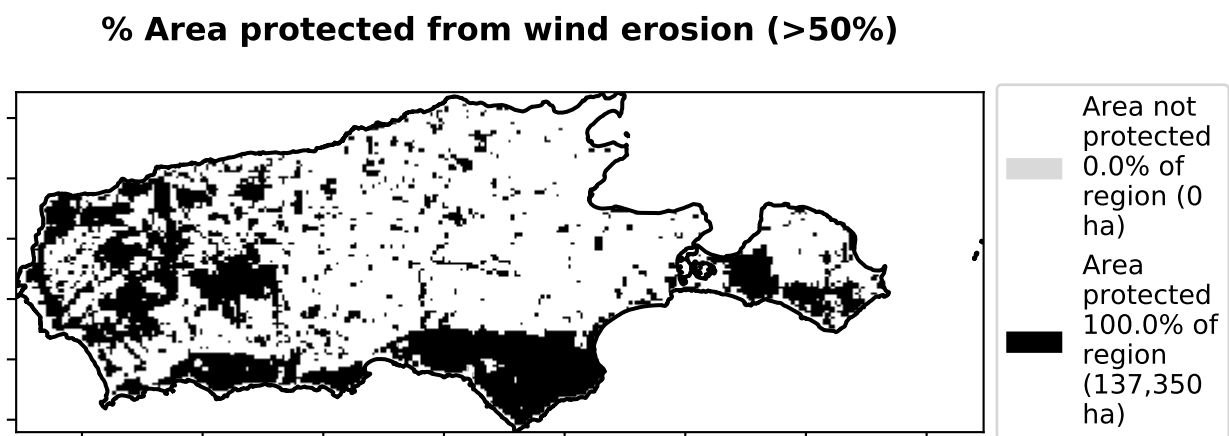 % Area protected from wind erosion (>50%)
Area not
protected
0.0% of
region (0
ha)
Area
protected
100.0% of
region
(137,350
ha)